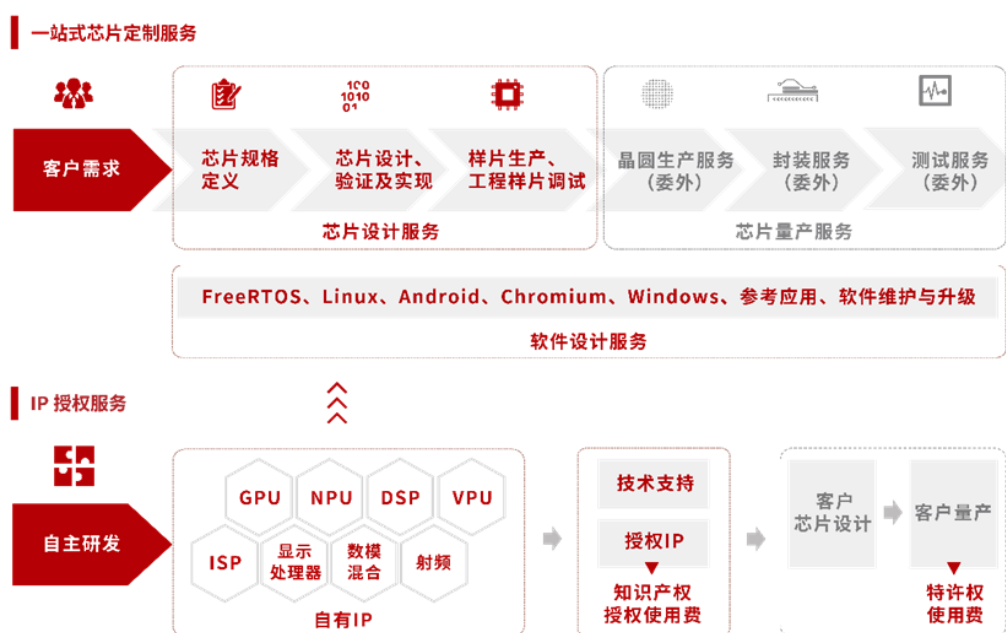 一站式芯片定制服务
100
1010
01
客户需求
芯片规格
定义
芯片设计、
验证及实现
样片生产、
工程样片调试
晶圆生产服务
（委外）
封装服务
（委外）
测试服务
（委外）
芯片设计服务
芯片量产服务
FreeRTOS、Linux、Android、Chromium、Windows、参考应用、软件维护与升级
软件设计服务
IP 授权服务
自主研发
GPU
NPU
DSP
VPU
ISP
显示
处理器
数模
混合
射频
自有IP
技术支持
授权IP
知识产权
授权使用费
客户
芯片设计
客户量产
特许权
使用费